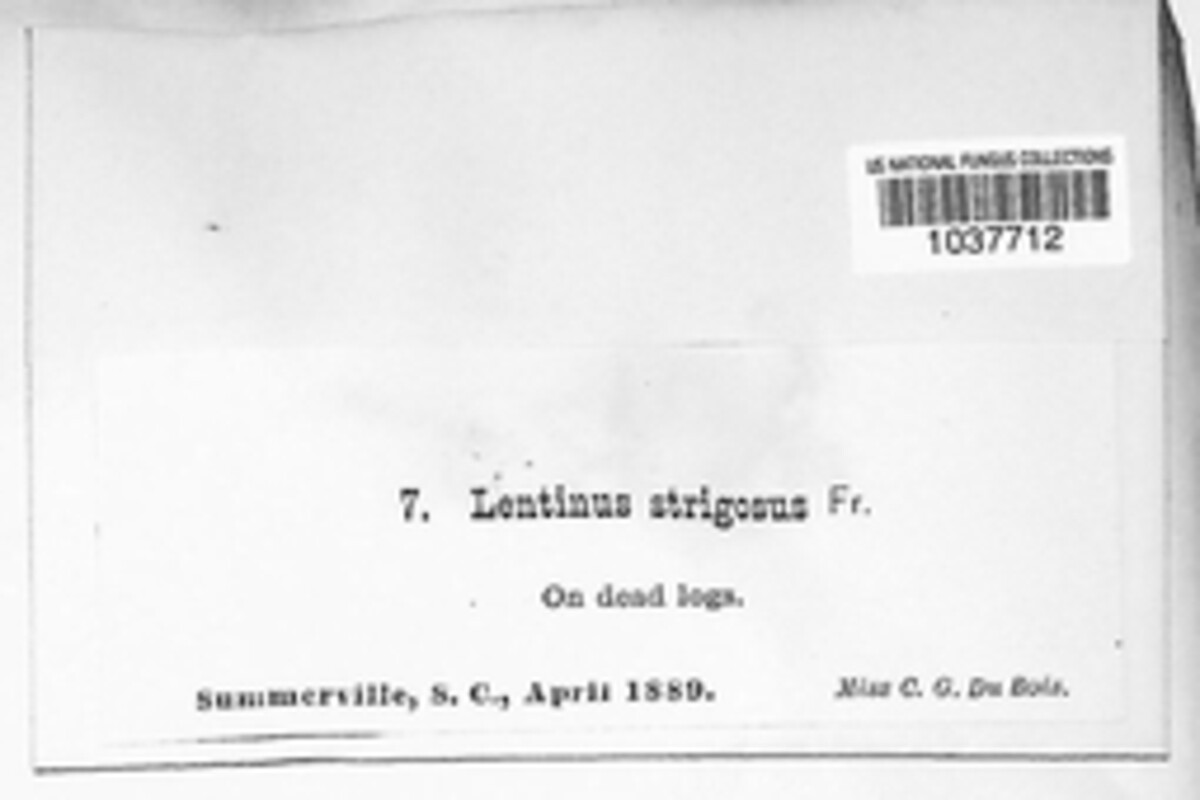 US NATIONAL FUNGUS COLLECTIONS
1037712
7. Lentinus strigosus Fr.
On dead logs.
Summerville, S. C., April 1889.
Miss C. G. Du Bois.